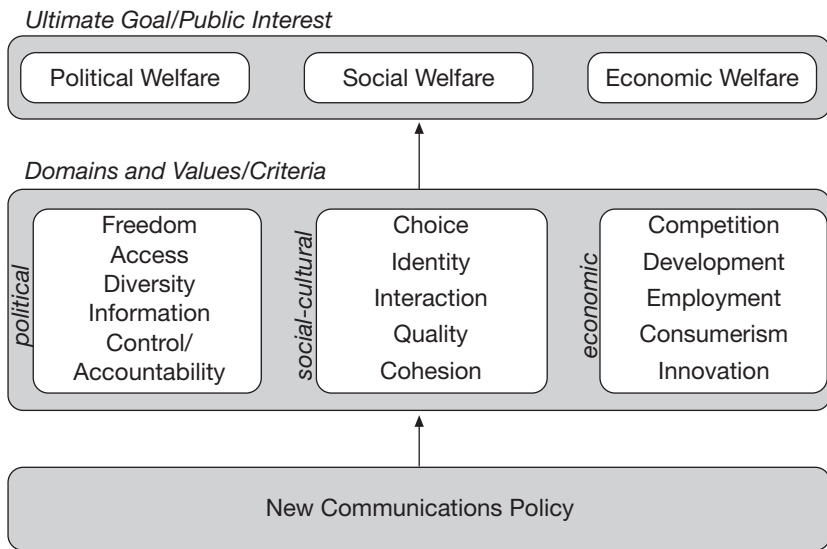 Ultimate Goal/Public Interest
Political Welfare
Social Welfare
Economic Welfare
Domains and Values/Criteria
political
Freedom
Access
Diversity
Information
Control/
Accountability
social-cultural
Choice
Identity
Interaction
Quality
Cohesion
economic
Competition
Development
Employment
Consumerism
Innovation
New Communications Policy